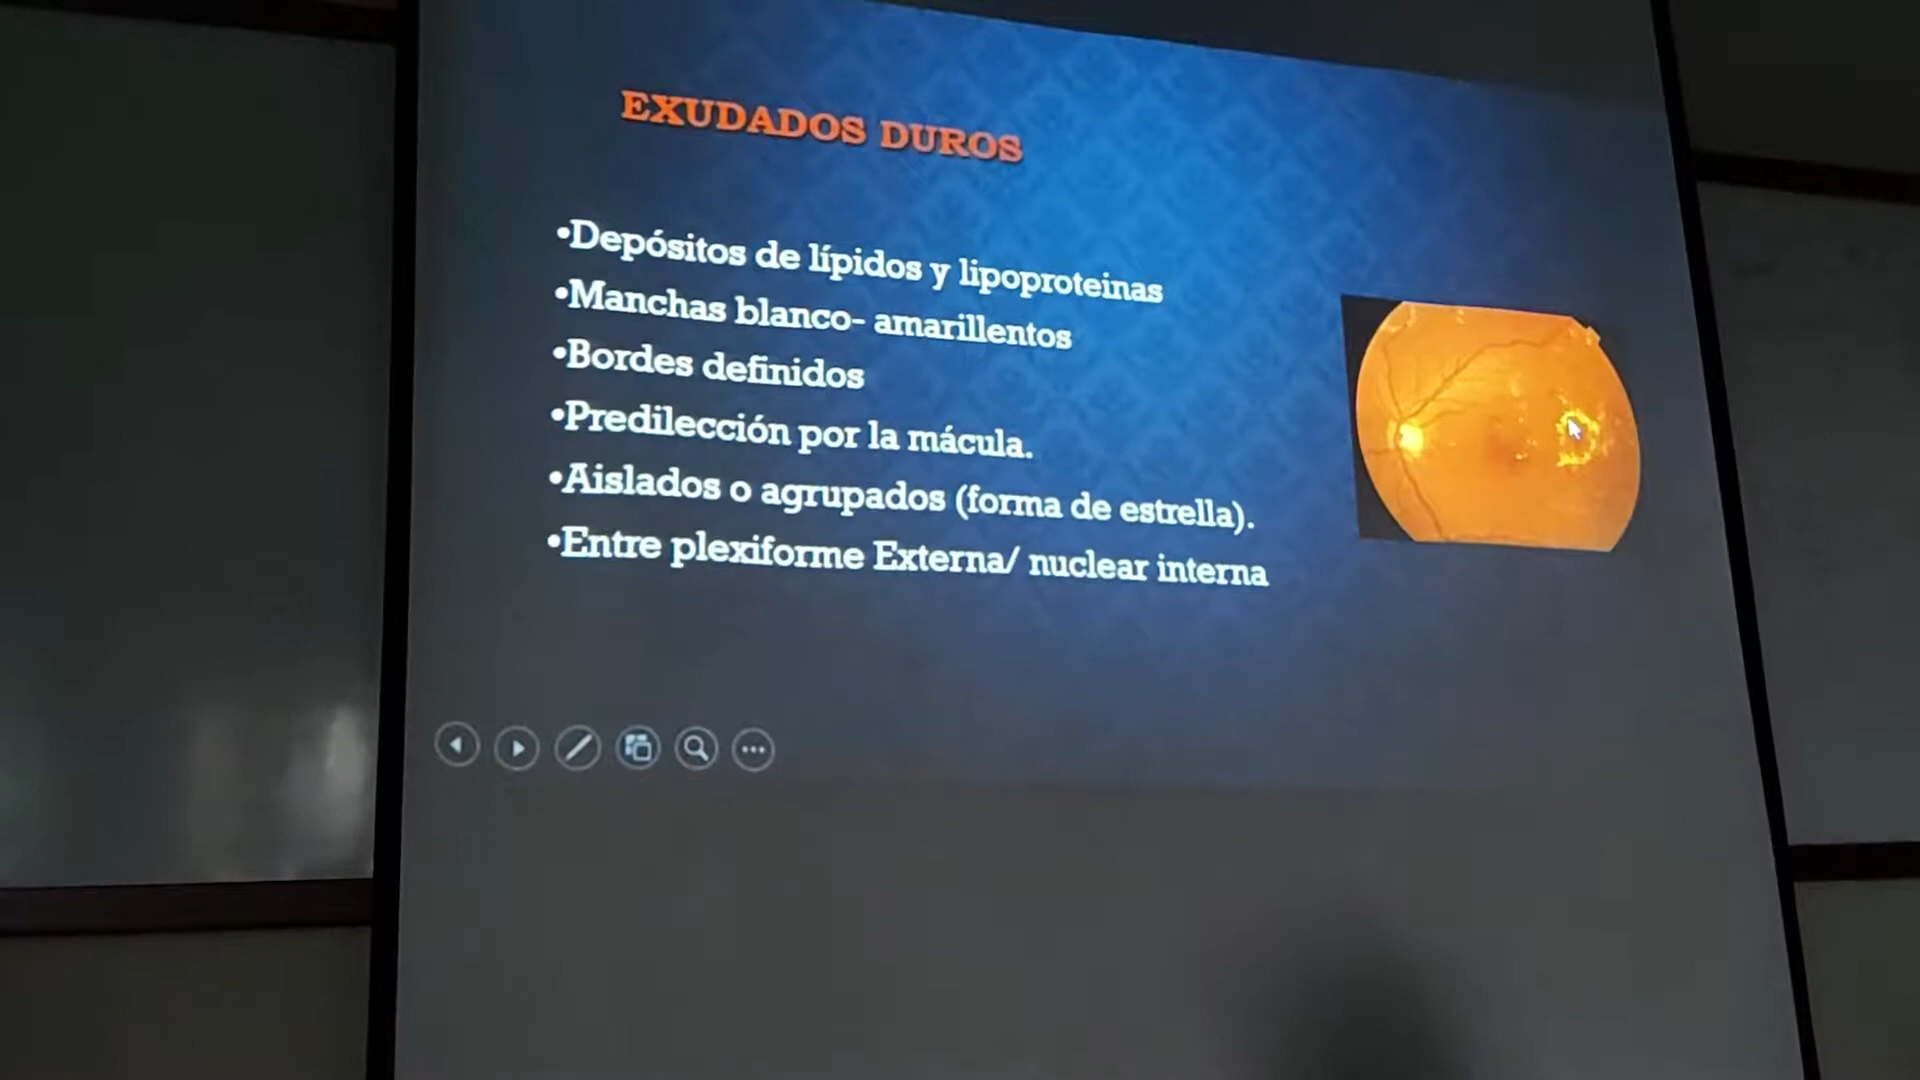 EXUDADOS DUROS
•Depósitos de lípidos y lipoproteinas
•Manchas blanco- amarillentos
•Bordes definidos
•Predilección por la mácula.
•Aislados o agrupados (forma de estrella).
•Entre plexiforme Externa/ nuclear interna